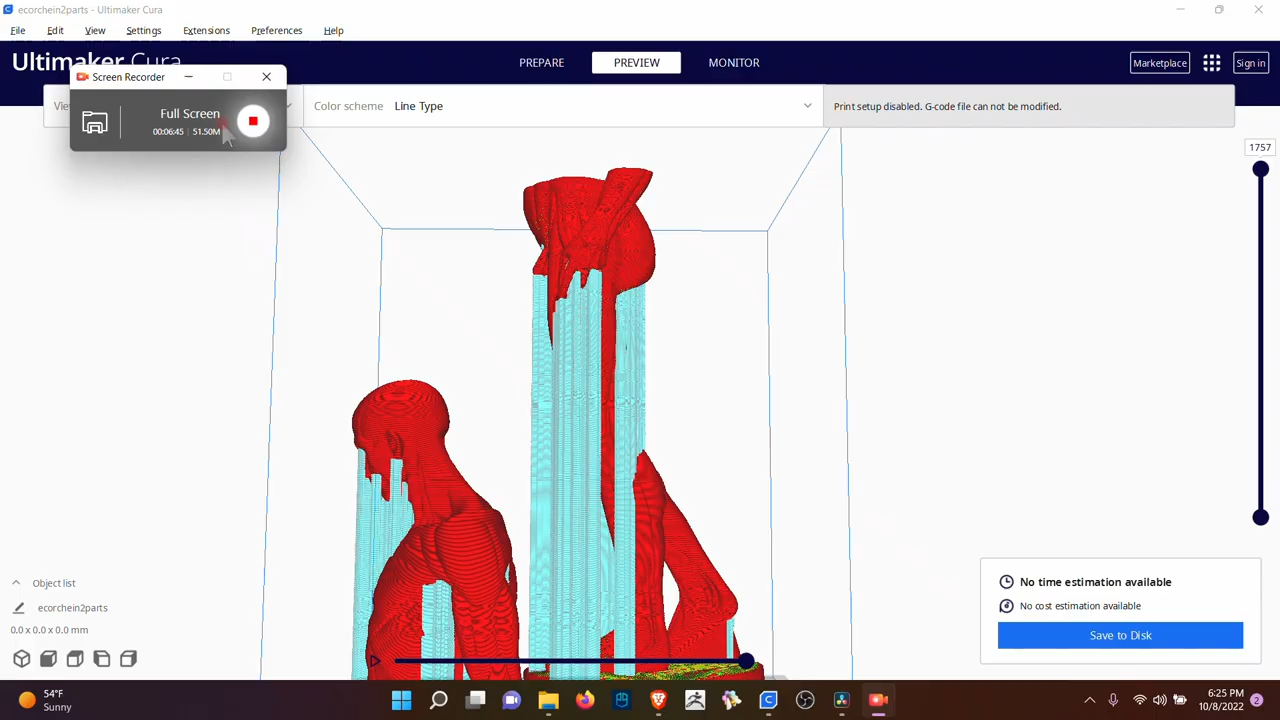 ecorchein2parts - Ultimaker Cura
File Edit View Settings Extensions Preferences Help
Ultimaker Cura
PREPARE PREVIEW MONITOR
Marketplace Sign in
Screen Recorder
Full Screen
00:06:45 | 51.50M
Color scheme Line Type
Print setup disabled. G-code file can not be modified.
1757
Object list
ecorchein2parts
0.0 x 0.0 x 0.0 mm
No time estimation available
No cost estimation available
Save to Disk
54°F
Sunny
6:25 PM
10/8/2022
2